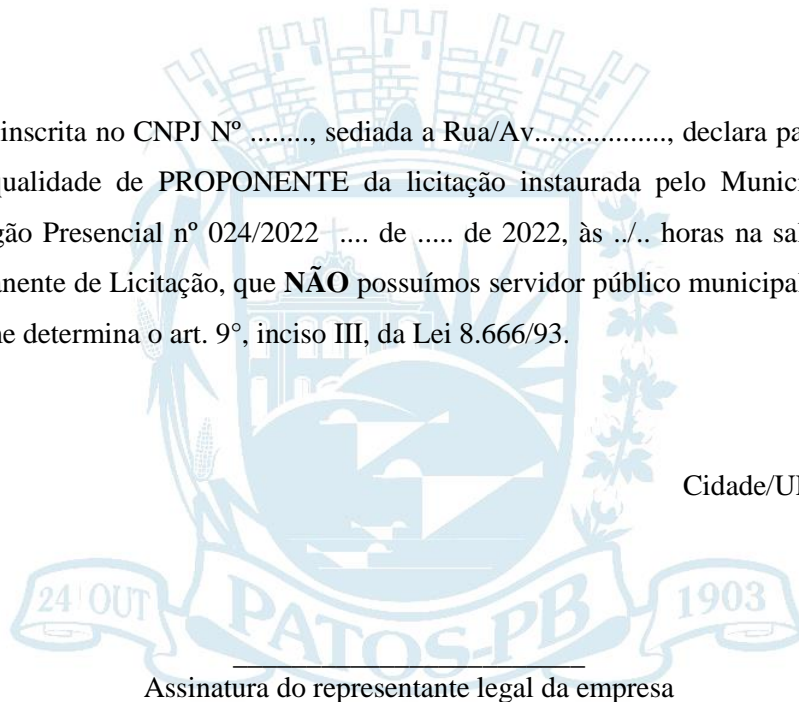 inscrita no CNPJ Nº ........, sediada a Rua/Av.................., declara pa
qualidade de PROPONENTE da licitação instaurada pelo Munici
gão Presencial nº 024/2022 .... de ..... de 2022, às ../.. horas na sal
anente de Licitação, que NÃO possuímos servidor público municipal
ne determina o art. 9°, inciso III, da Lei 8.666/93.
Cidade/U
24 OUT
PATOS-PB
1903
Assinatura do representante legal da empresa